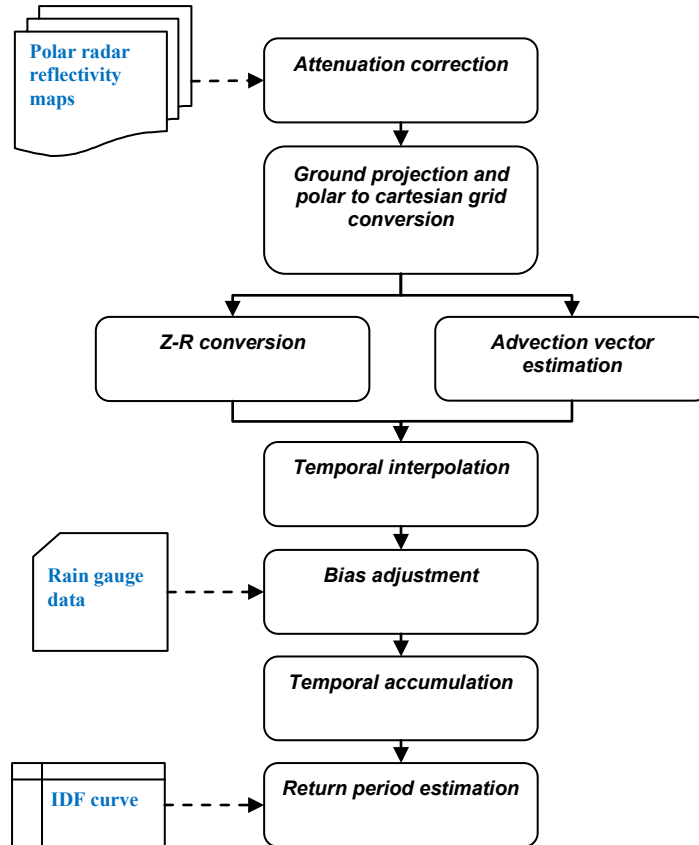 Polar radar
reflectivity
maps
Attenuation correction
Ground projection and
polar to cartesian grid
conversion
Z-R conversion
Advection vector
estimation
Temporal interpolation
Rain gauge
data
Bias adjustment
Temporal accumulation
IDF curve
Return period estimation